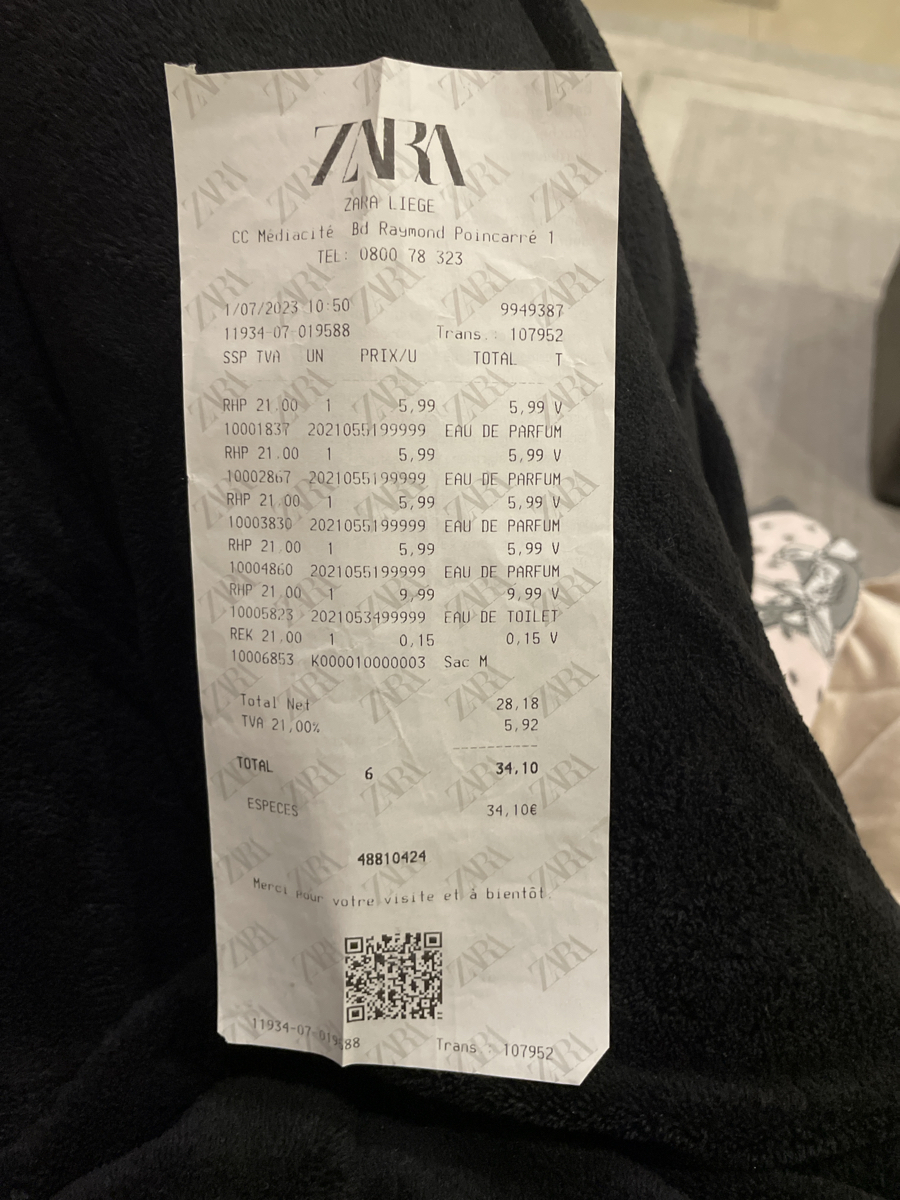 ZARA
ZARA LIEGE
CC Médiacité Bd Raymond Poincarré 1
TEL: 0800 78 323
1/07/2023 10:50 9949387
11934-07-019588 Trans.: 107952
SSP TVA UN PRIX/U TOTAL T
RHP 21.00 1 5,99 5,99 V
10001837 2021055199999 EAU DE PARFUM
RHP 21.00 1 5,99 5,99 V
10002867 2021055199999 EAU DE PARFUM
RHP 21.00 1 5,99 5,99 V
10003830 2021055199999 EAU DE PARFUM
RHP 21.00 1 5,99 5,99 V
10004860 2021055199999 EAU DE PARFUM
RHP 21.00 1 9,99 9,99 V
10005823 2021053499999 EAU DE TOILET
REK 21.00 1 0,15 0,15 V
10006853 K000010000003 Sac M
Total Net 28,18
TVA 21,00% 5,92
TOTAL 6 34,10
ESPECES 34,10€
48810424
Merci pour votre visite et à bientôt.
11934-07-019588 Trans.: 107952